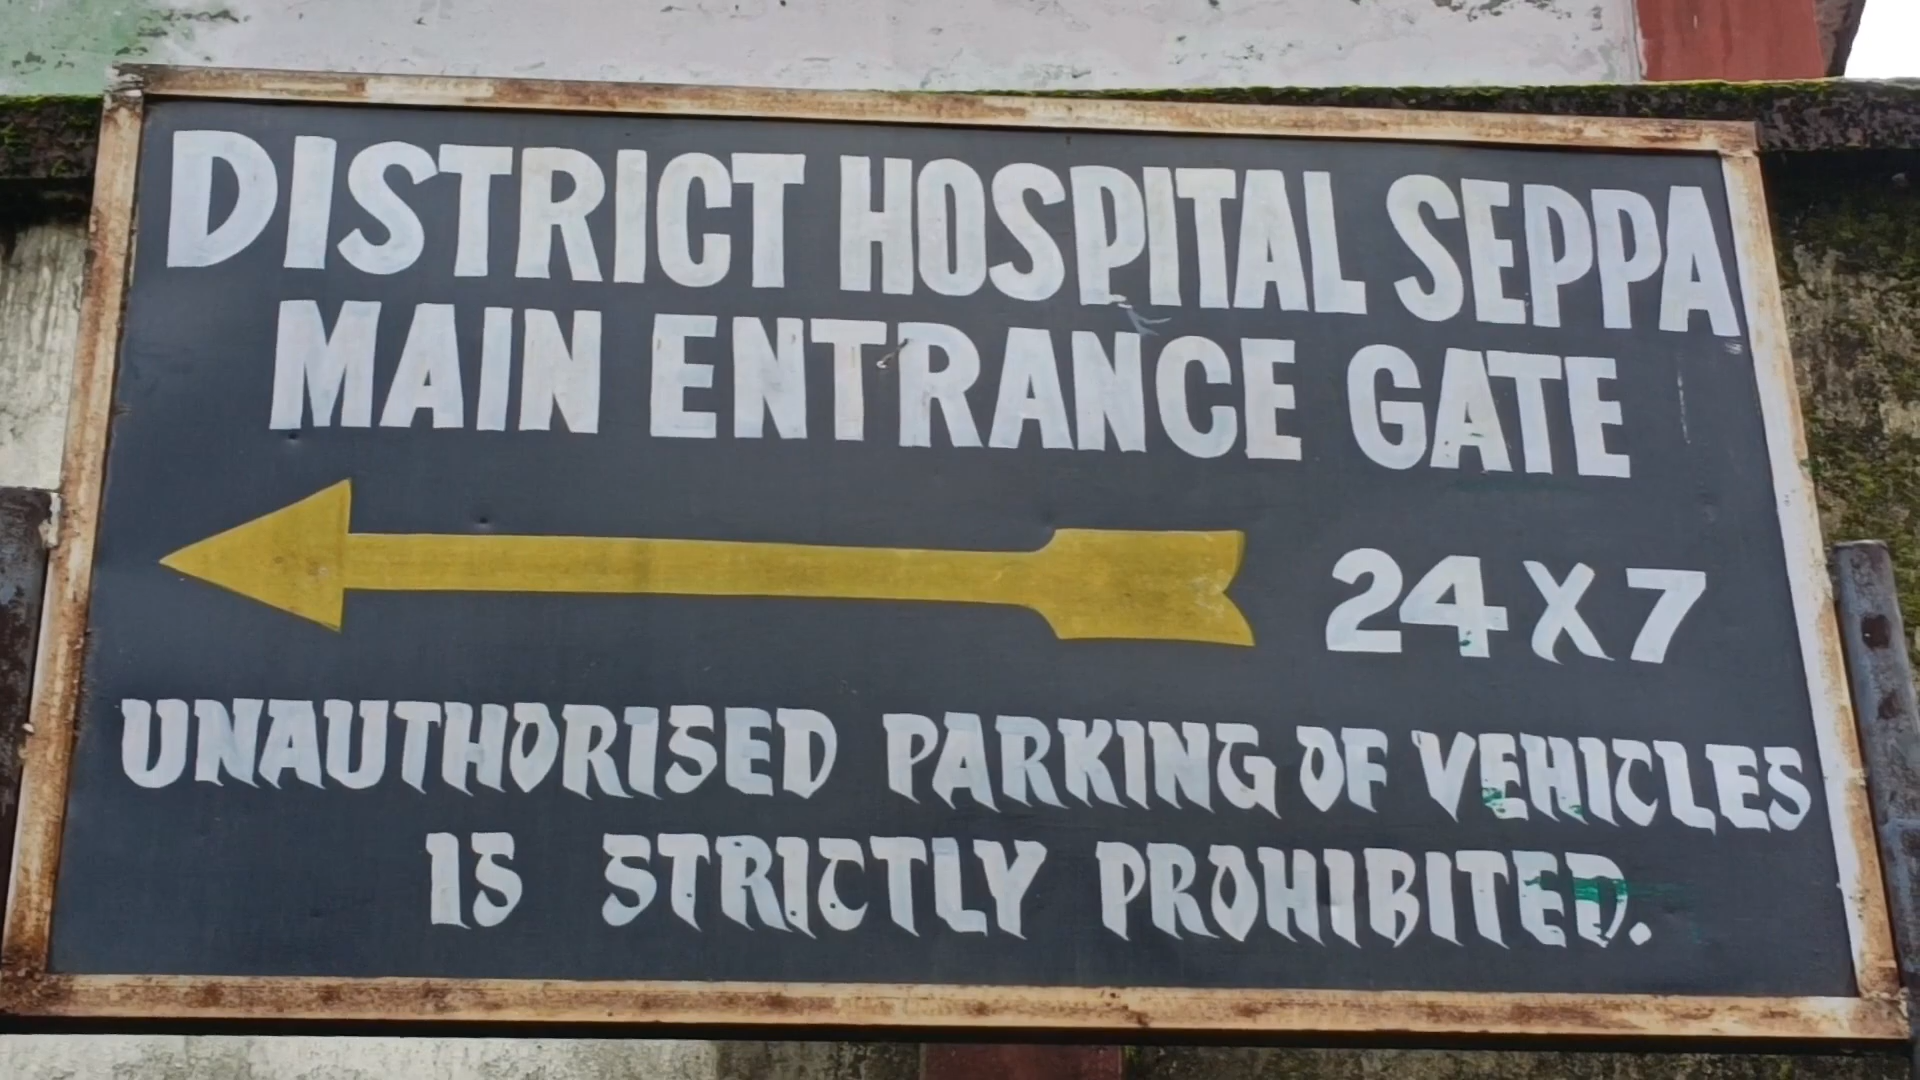 DISTRICT HOSPITAL SEPPA
MAIN ENTRANCE GATE
24X7
UNAUTHORISED PARKING OF VEHICLES
IS STRICTLY PROHIBITED.